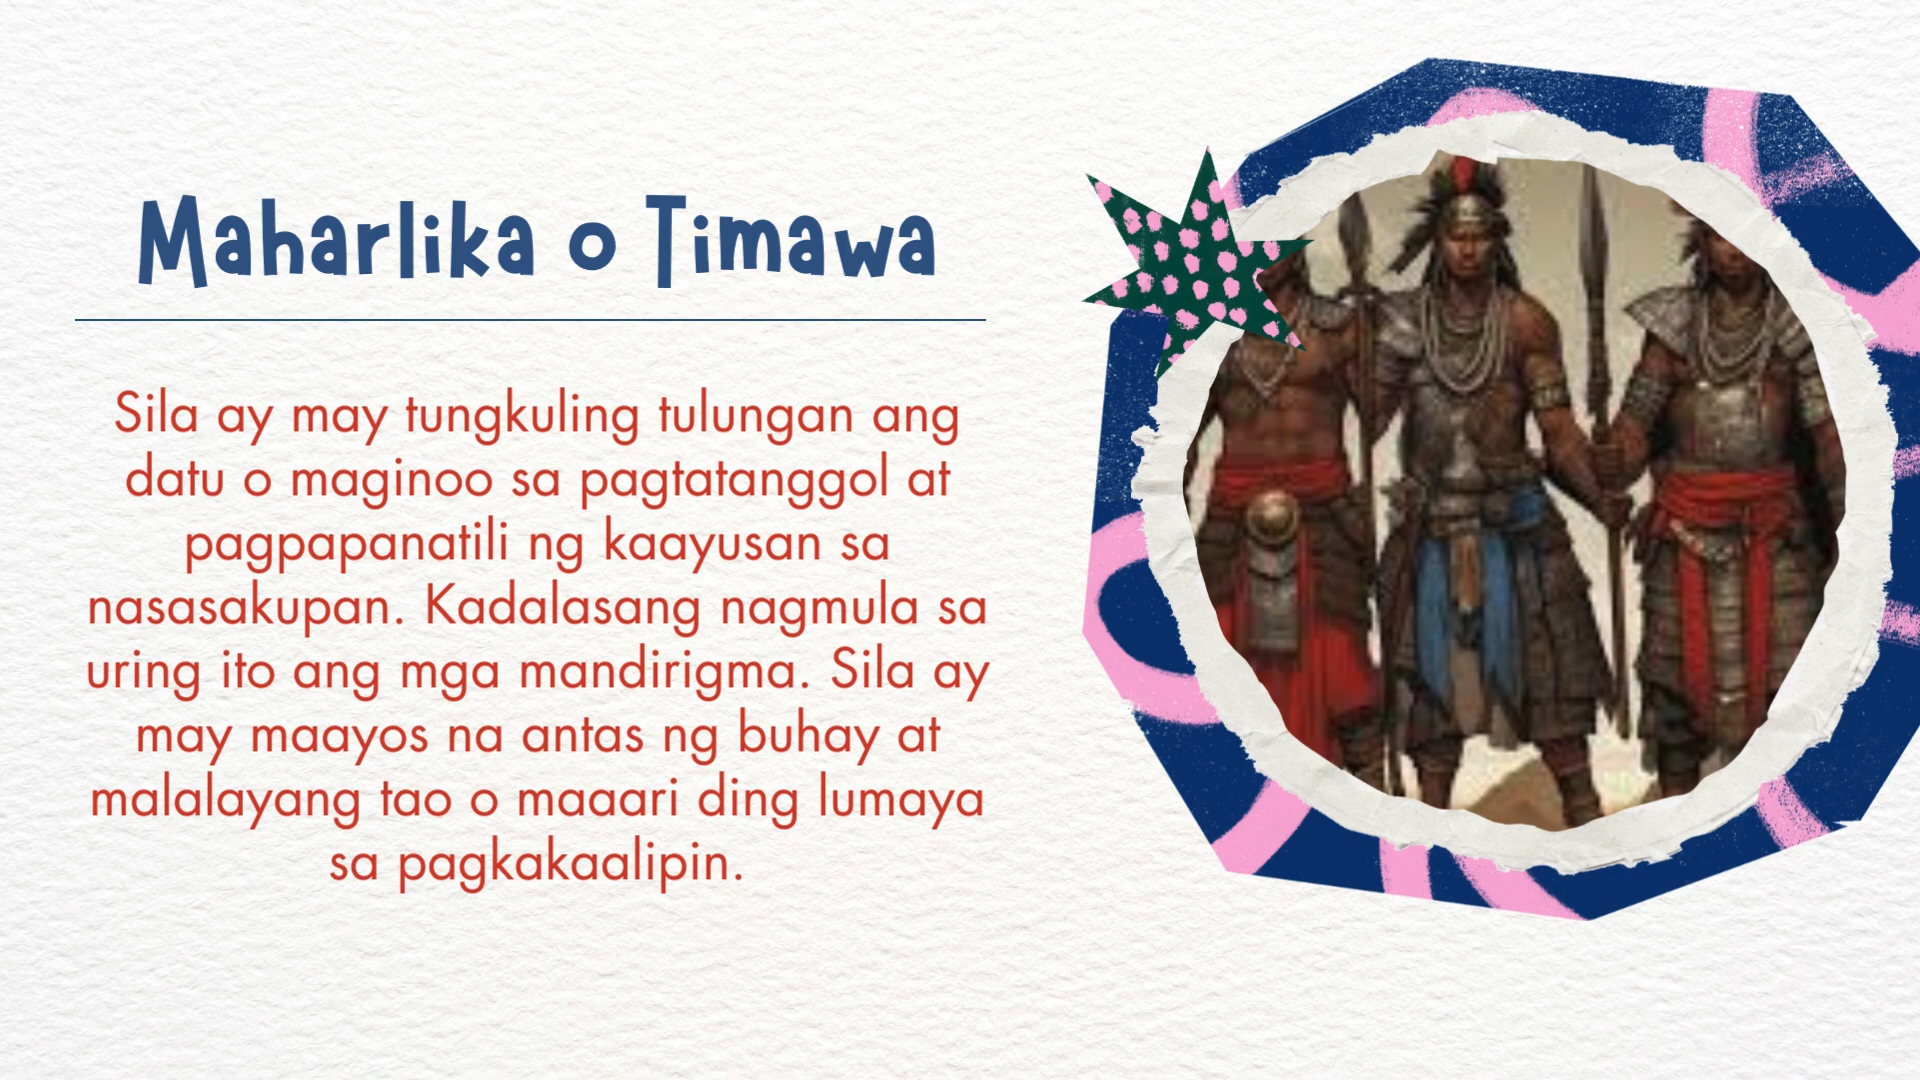 Maharlika o Timawa
Sila ay may tungkuling tulungan ang
datu o maginoo sa pagtatanggol at
pagpapanatili ng kaayusan sa
nasasakupan. Kadalasang nagmula sa
uring ito ang mga mandirigma. Sila ay
may maayos na antas ng buhay at
malalayang tao o maaari ding lumaya
sa pagkakaalipin.